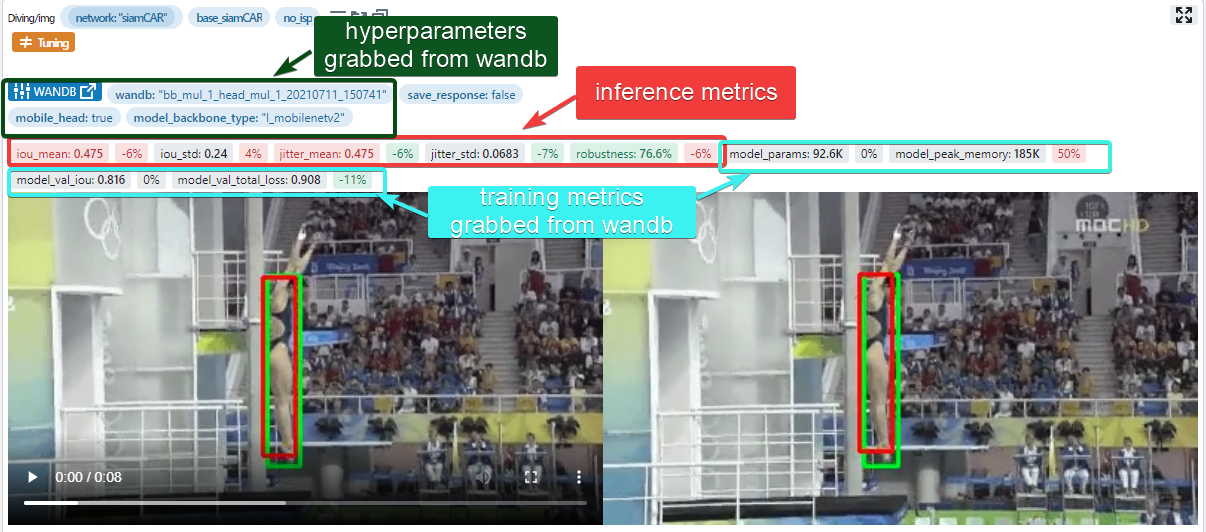 Diving/img network: "siamCAR" base_siamCAR no_isp
Tuning
hyperparameters
grabbed from wandb
WANDB wandb: "bb_mul_1_head_mul_1_20210711_150741" save_response: false
inference metrics
mobile_head: true model_backbone_type: "l_mobilenetv2"
iou_mean: 0.475 -6% iou_std: 0.24 4% jitter_mean: 0.475 -6% jitter_std: 0.0683 -7% robustness: 76.6% -6% model_params: 92.6K 0% model_peak_memory: 185K 50%
model_val_iou: 0.816 0% model_val_total_loss: 0.908 -11%
training metrics
grabbed from wandb
MBC HD
Beijing 2008
0:00 / 0:08